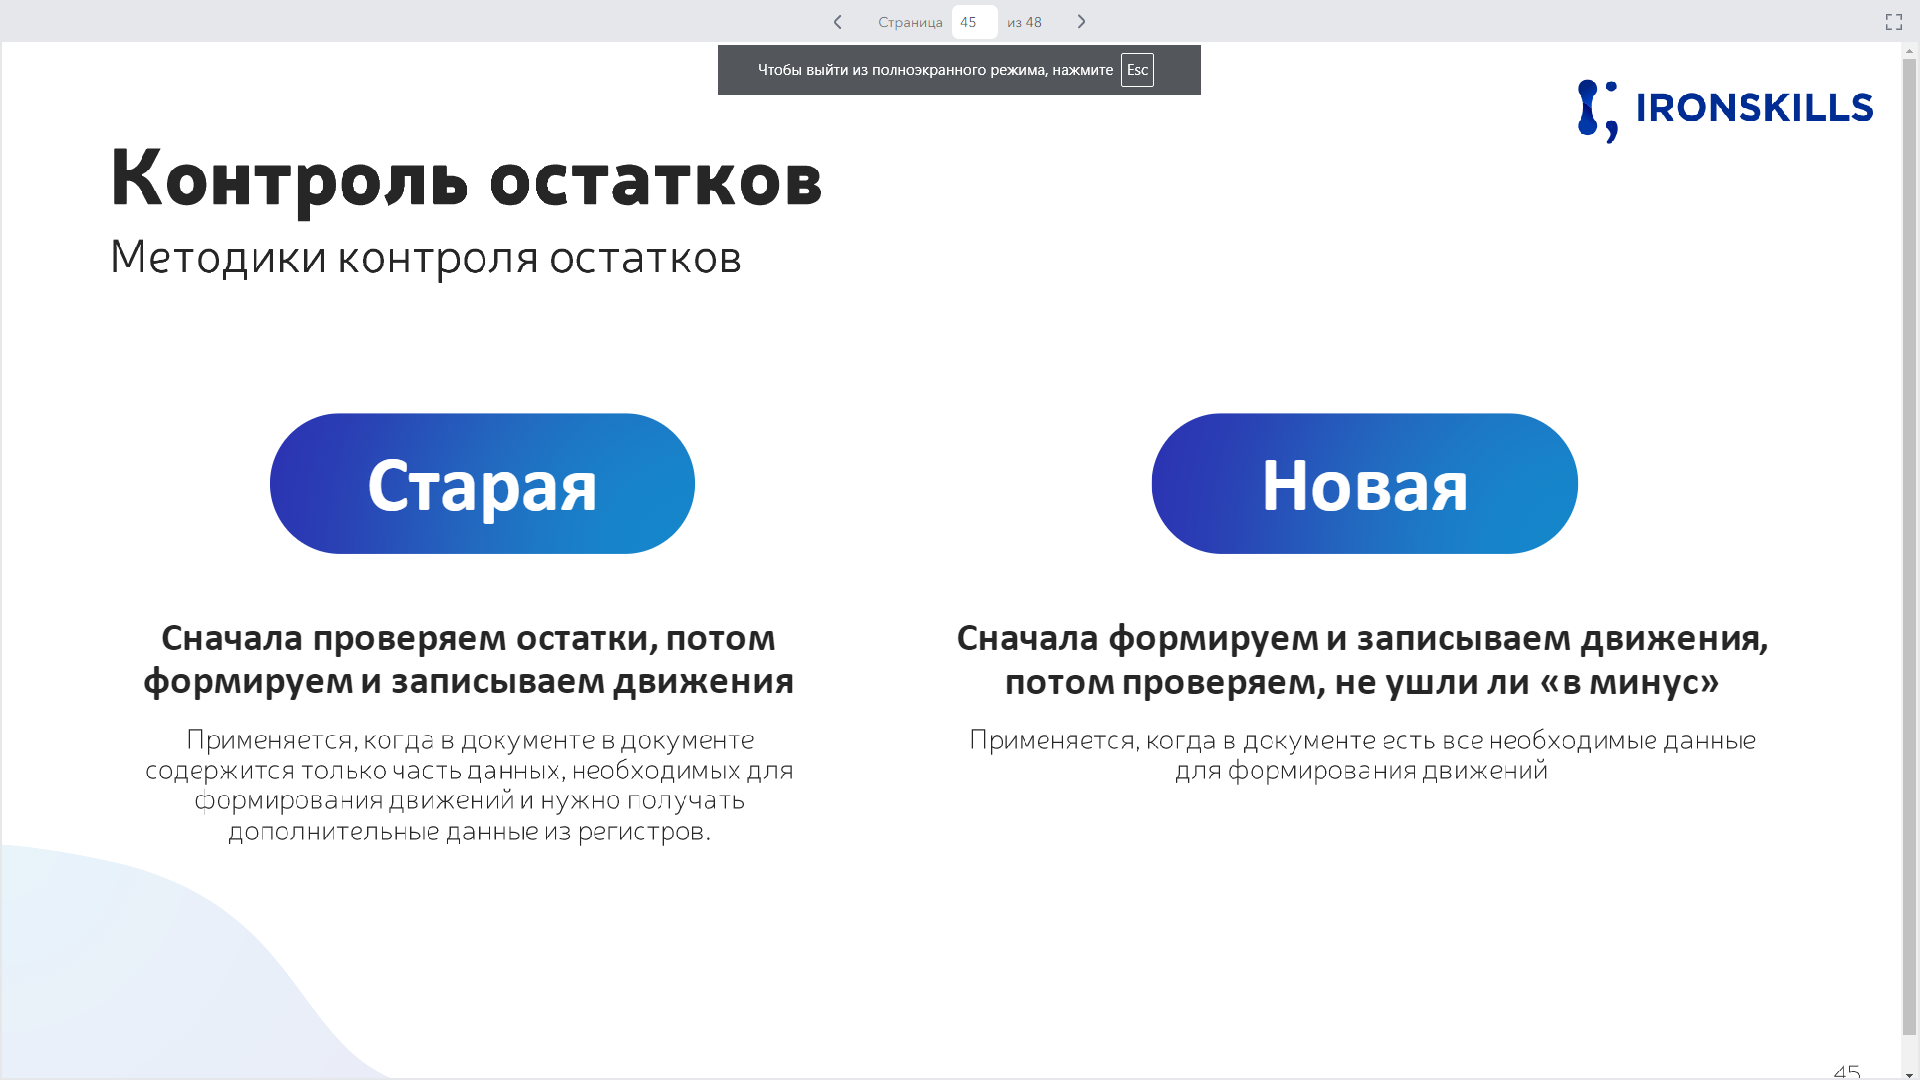 Страница 45 из 48
Чтобы выйти из полноэкранного режима, нажмите Esc
IRONSKILLS
Контроль остатков
Методики контроля остатков
Старая
Сначала проверяем остатки, потом
формируем и записываем движения
Применяется, когда в документе в документе
содержится только часть данных, необходимых для
формирования движений и нужно получать
дополнительные данные из регистров.
Новая
Сначала формируем и записываем движения,
потом проверяем, не ушли ли «в минус»
Применяется, когда в документе есть все необходимые данные
для формирования движений
45